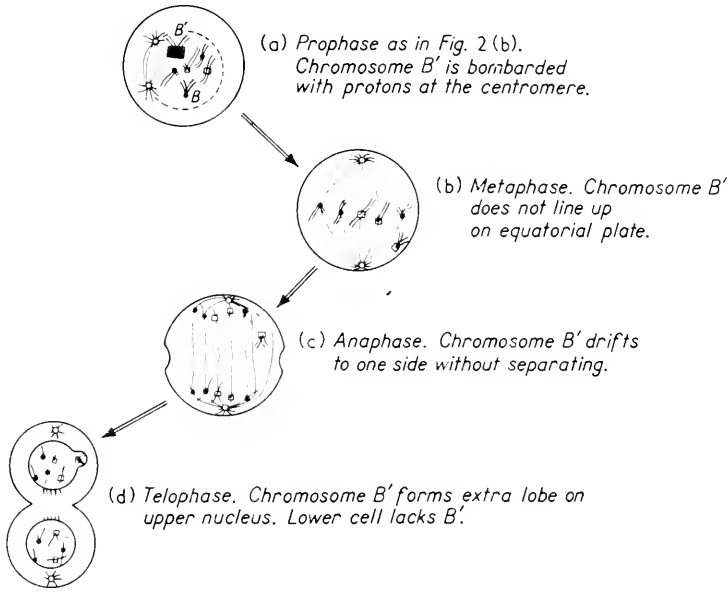 B'
B
(a) Prophase as in Fig. 2(b).
Chromosome B' is bombarded
with protons at the centromere.
(b) Metaphase. Chromosome B'
does not line up
on equatorial plate.
(c) Anaphase. Chromosome B' drifts
to one side without separating.
(d) Telophase. Chromosome B' forms extra lobe on
upper nucleus. Lower cell lacks B'.